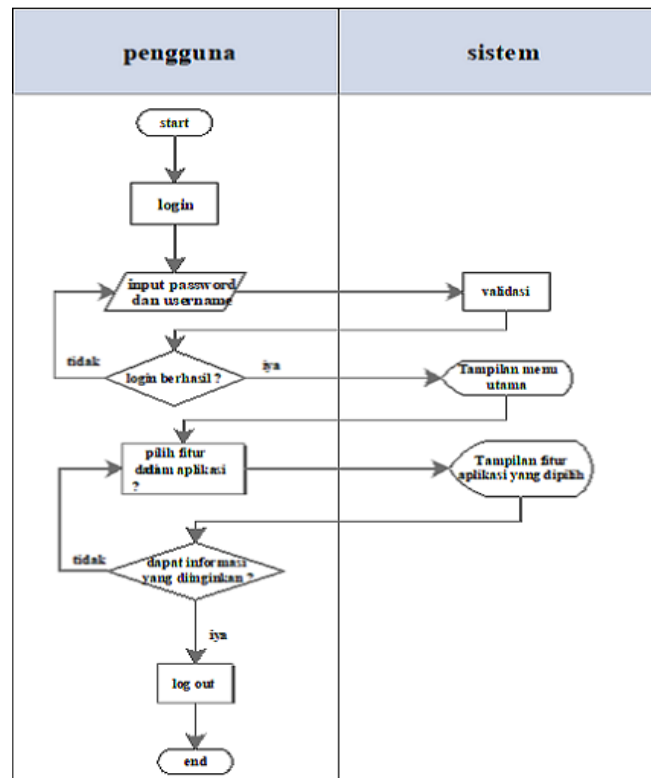 pengguna
sistem
start
login
input password
dan username
validasi
tidak
login berhasil ?
iya
Tampilan menu
utama
pilih fitur
dalam aplikasi
?
Tampilan fitur
aplikasi yang dipilih
tidak
dapat informasi
yang diinginkan ?
iya
log out
end